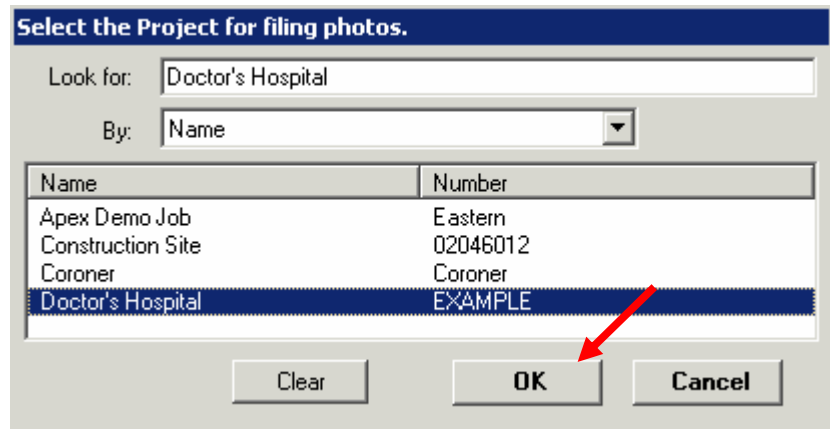 Select the Project for filing photos.
Look for: Doctor's Hospital
By: Name
Name Number
Apex Demo Job Eastern
Construction Site 02046012
Coroner Coroner
Doctor's Hospital EXAMPLE
Clear OK Cancel